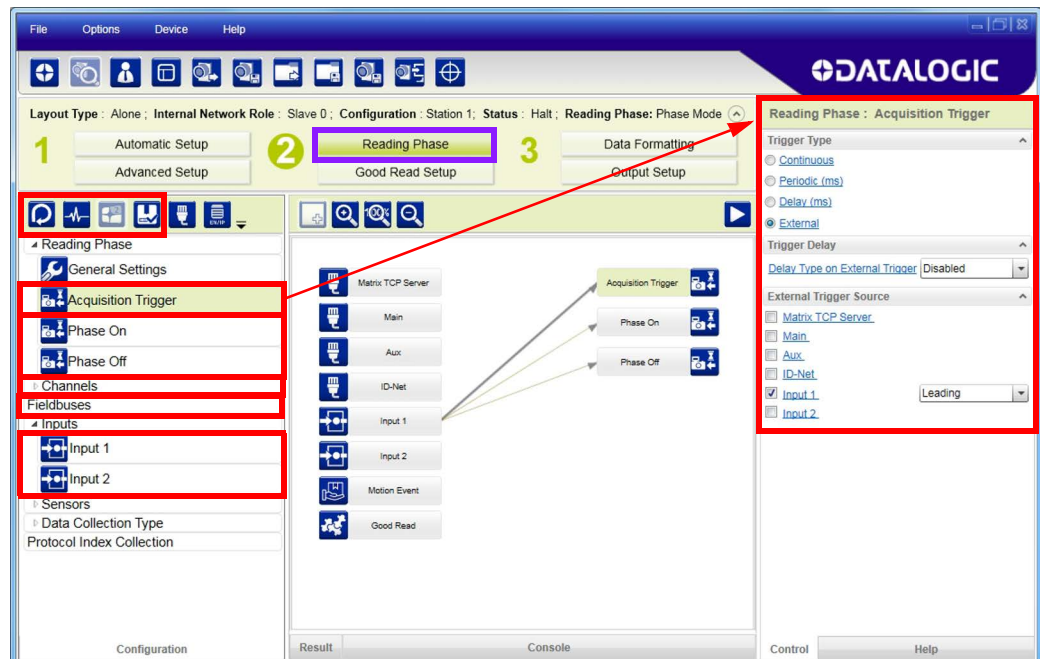 File Options Device Help
DATALOGIC
Layout Type : Alone ; Internal Network Role : Slave 0 ; Configuration : Station 1; Status : Halt ; Reading Phase: Phase Mode
1 Automatic Setup 2 Reading Phase 3 Data Formatting
Advanced Setup Good Read Setup Output Setup
EN/IP
100%
Reading Phase
General Settings
Acquisition Trigger
Phase On
Phase Off
Channels
Fieldbuses
Inputs
Input 1
Input 2
Sensors
Data Collection Type
Protocol Index Collection
Configuration
Matrix TCP Server
Main
Aux
ID-Net
Input 1
Input 2
Motion Event
Good Read
Acquisition Trigger
Phase On
Phase Off
Result Console
Reading Phase : Acquisition Trigger
Trigger Type
Continuous
Periodic (ms)
Delay (ms)
External
Trigger Delay
Delay Type on External Trigger Disabled
External Trigger Source
Matrix TCP Server
Main
Aux
ID-Net
Input 1 Leading
Input 2
Control Help